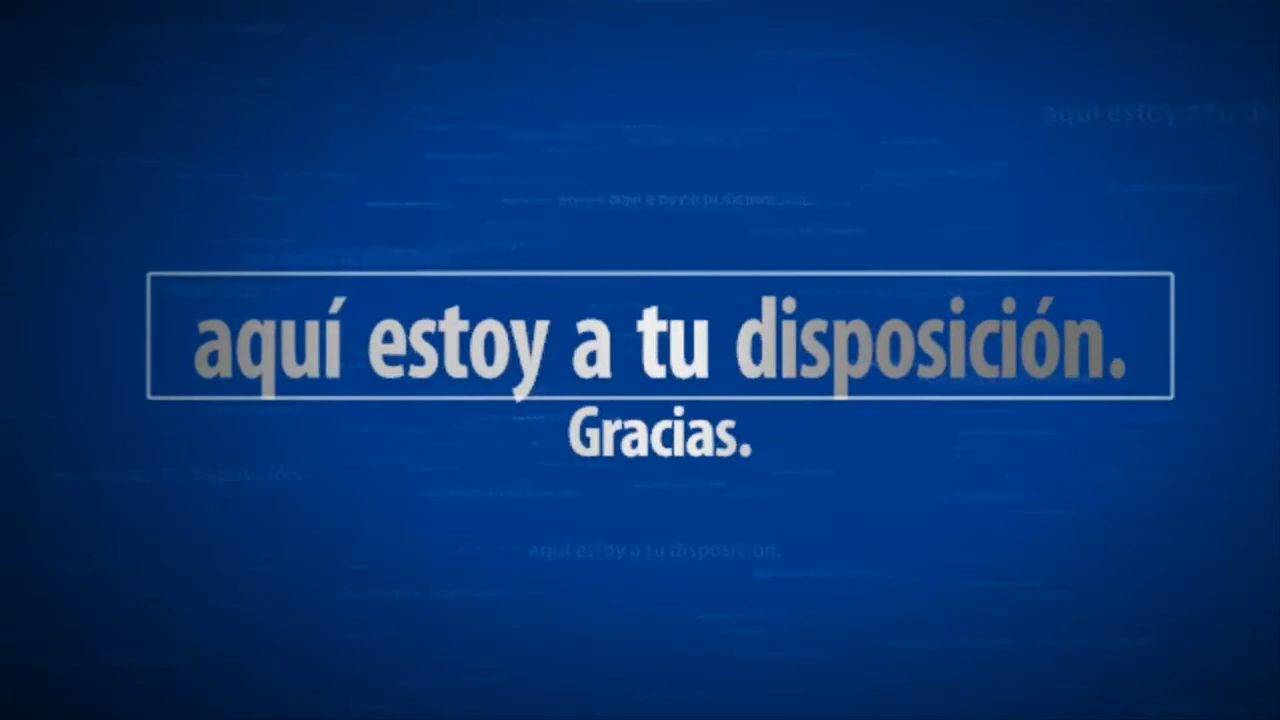 aquí estoy a tu disposición.
Gracias.
aquí estoy a tu disposición.